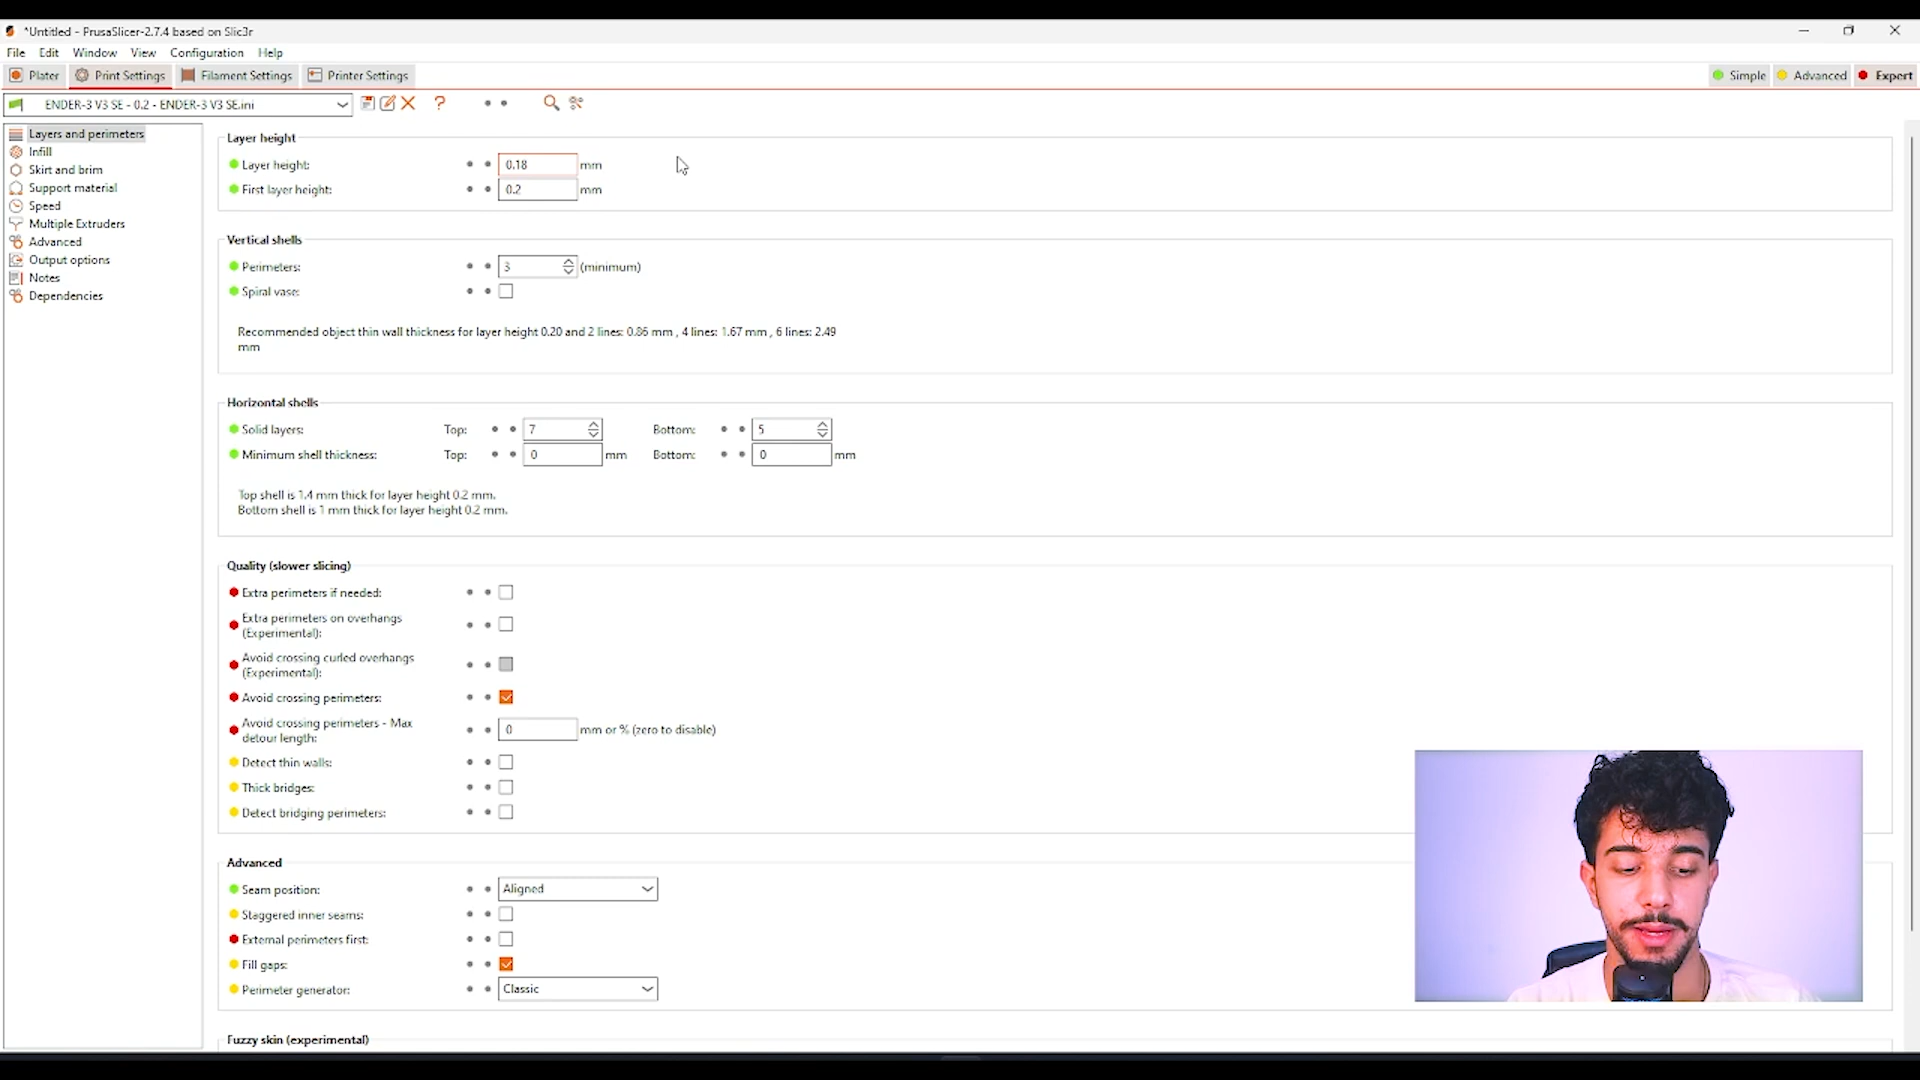 *Untitled - PrusaSlicer-2.7.4 based on Slic3r
File Edit Window View Configuration Help
Plater Print Settings Filament Settings Printer Settings Simple Advanced Expert
ENDER-3 V3 SE - 0.2 - ENDER-3 V3 SE.ini
Layers and perimeters
Infill
Skirt and brim
Support material
Speed
Multiple Extruders
Advanced
Output options
Notes
Dependencies
Layer height
Layer height: 0.18 mm
First layer height: 0.2 mm
Vertical shells
Perimeters: 3 (minimum)
Spiral vase:
Recommended object thin wall thickness for layer height 0.20 and 2 lines: 0.86 mm , 4 lines: 1.67 mm , 6 lines: 2.49
mm
Horizontal shells
Solid layers: Top: 7 Bottom: 5
Minimum shell thickness: Top: 0 mm Bottom: 0 mm
Top shell is 1.4 mm thick for layer height 0.2 mm.
Bottom shell is 1 mm thick for layer height 0.2 mm.
Quality (slower slicing)
Extra perimeters if needed:
Extra perimeters on overhangs
(Experimental):
Avoid crossing curled overhangs
(Experimental):
Avoid crossing perimeters:
Avoid crossing perimeters - Max
detour length: 0 mm or % (zero to disable)
Detect thin walls:
Thick bridges:
Detect bridging perimeters:
Advanced
Seam position: Aligned
Staggered inner seams:
External perimeters first:
Fill gaps:
Perimeter generator: Classic
Fuzzy skin (experimental)